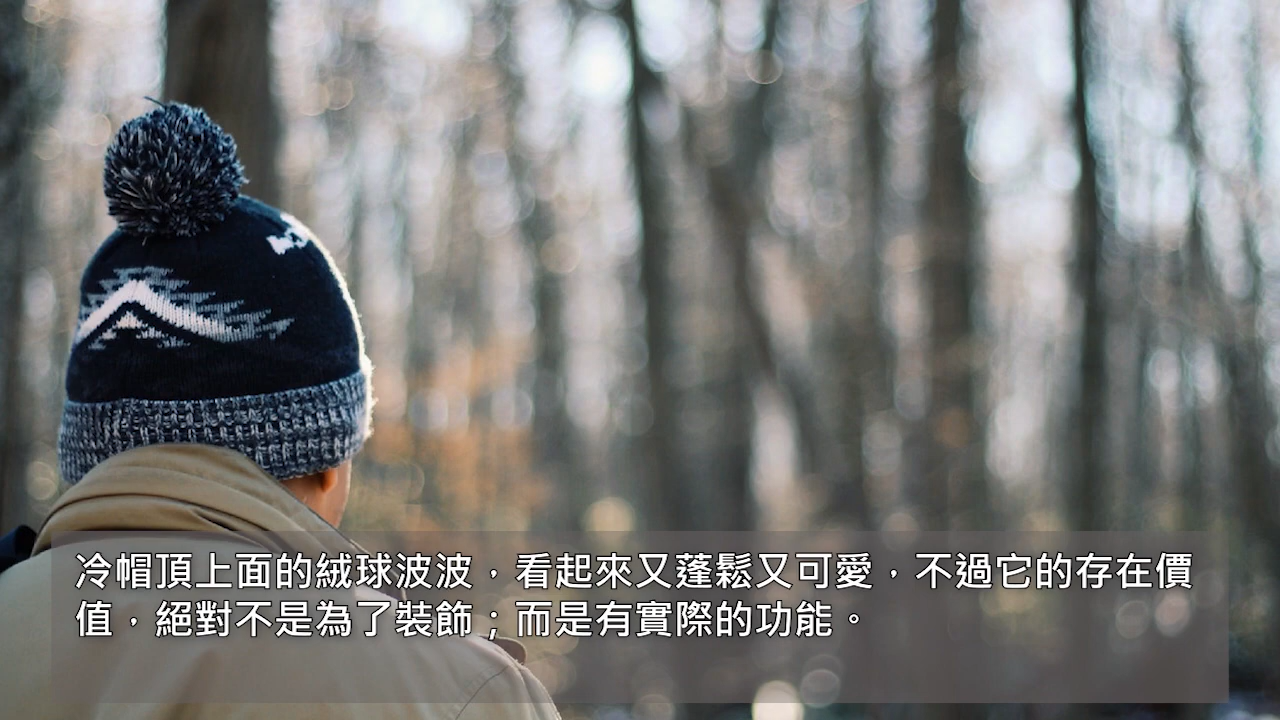 冷帽頂上面的絨球波波，看起來又蓬鬆又可愛，不過它的存在價
值，絕對不是為了裝飾；而是有實際的功能。